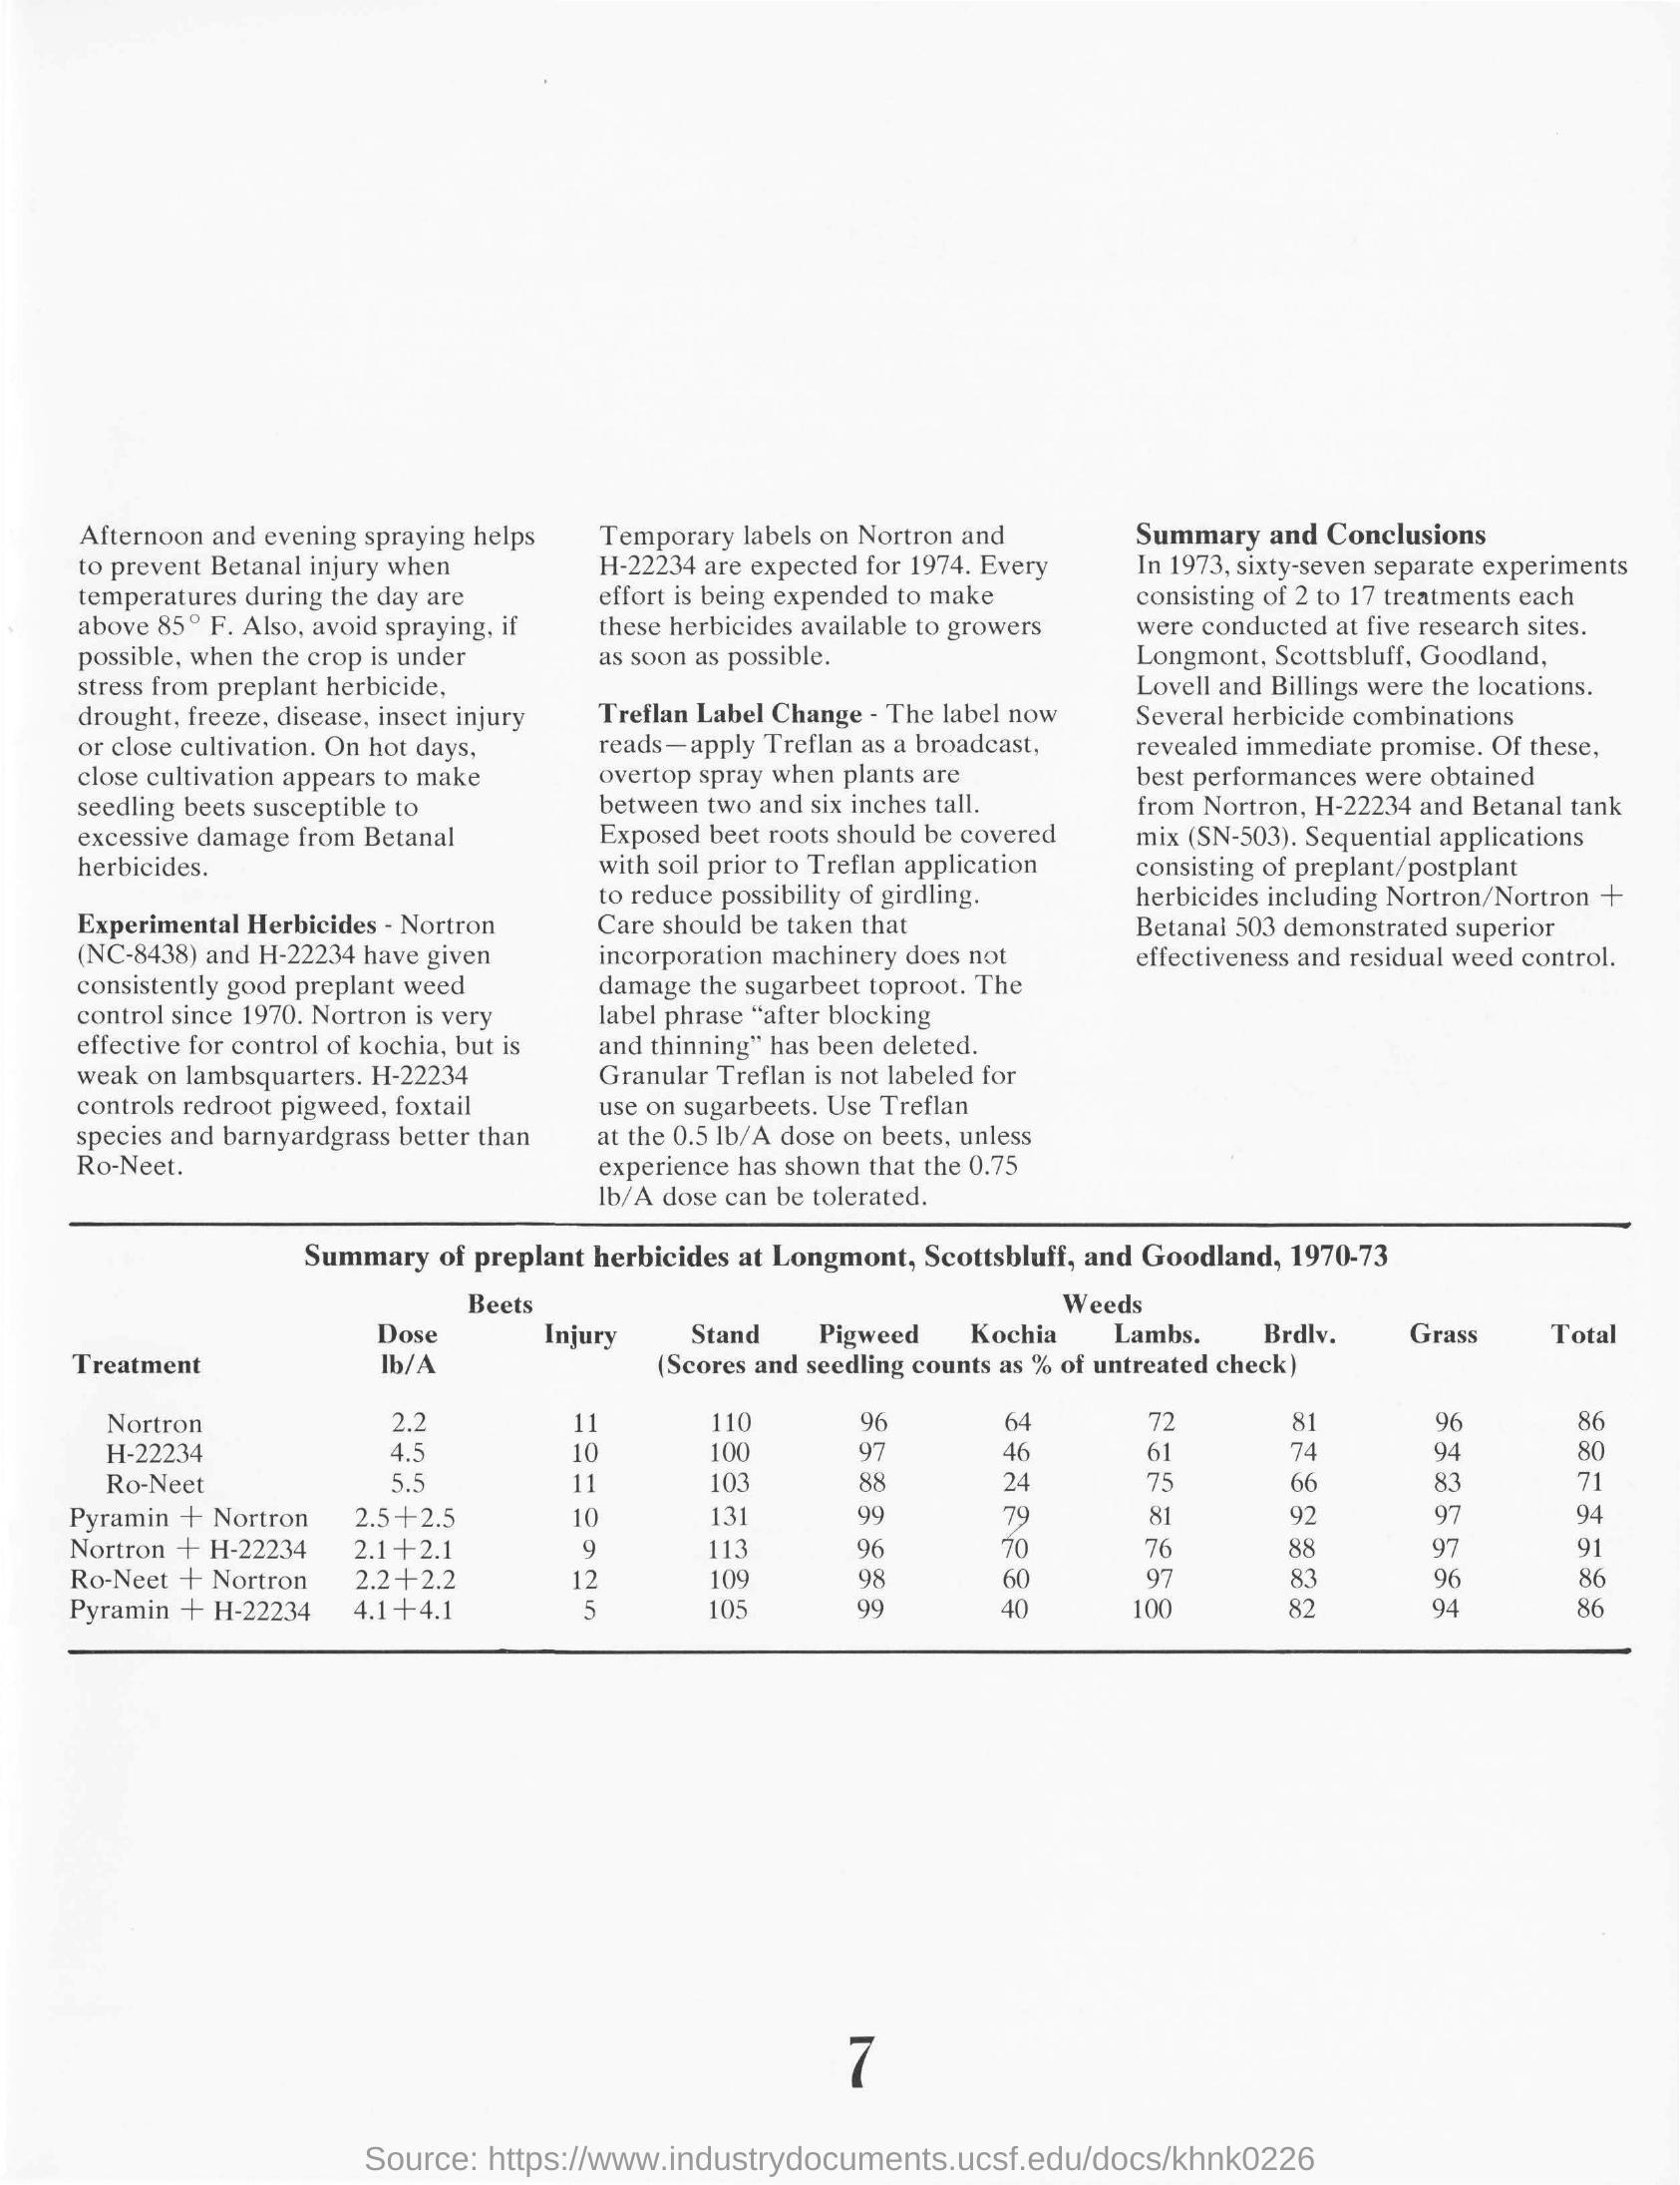 Afternoon and evening spraying helps
to prevent Betanal injury when
temperatures during the day are
above 85° F. Also, avoid spraying, if
possible, when the crop is under
stress from preplant herbicide,
drought, freeze, disease, insect injury
or close cultivation. On hot days,
close cultivation appears to make
seedling beets susceptible to
excessive damage from Betanal
herbicides.
Experimental Herbicides - Nortron
(NC-8438) and H-22234 have given
consistently good preplant weed
control since 1970. Nortron is very
effective for control of kochia, but is
weak on lambsquarters. H-22234
controls redroot pigweed, foxtail
species and barnyardgrass better than
Ro-Neet.
Temporary labels on Nortron and
H-22234 are expected for 1974. Every
effort is being expended to make
these herbicides available to growers
as soon as possible.
Treflan Label Change - The label now
reads—apply Treflan as a broadcast,
overtop spray when plants are
between two and six inches tall.
Exposed beet roots should be covered
with soil prior to Treflan application
to reduce possibility of girdling.
Care should be taken that
incorporation machinery does not
damage the sugarbeet toproot. The
label phrase “after blocking
and thinning” has been deleted.
Granular Treflan is not labeled for
use on sugarbeets. Use Treflan
at the 0.5 lb/A dose on beets, unless
experience has shown that the 0.75
lb/A dose can be tolerated.
Summary and Conclusions
In 1973, sixty-seven separate experiments
consisting of 2 to 17 treatments each
were conducted at five research sites.
Longmont, Scottsbluff, Goodland,
Lovell and Billings were the locations.
Several herbicide combinations
revealed immediate promise. Of these,
best performances were obtained
from Nortron, H-22234 and Betanal tank
mix (SN-503). Sequential applications
consisting of preplant/postplant
herbicides including Nortron/Nortron +
Betanal 503 demonstrated superior
effectiveness and residual weed control.
Summary of preplant herbicides at Longmont, Scottsbluff, and Goodland, 1970-73
Beets Weeds
Dose Injury Stand Pigweed Kochia Lambs. Brdlv. Grass Total
Treatment lb/A (Scores and seedling counts as % of untreated check)
Nortron 2.2 11 110 96 64 72 81 96 86
H-22234 4.5 10 100 97 46 61 74 94 80
Ro-Neet 5.5 11 103 88 24 75 66 83 71
Pyramin + Nortron 2.5+2.5 10 131 99 79 81 92 97 94
Nortron + H-22234 2.1+2.1 9 113 96 70 76 88 97 91
Ro-Neet + Nortron 2.2+2.2 12 109 98 60 97 83 96 86
Pyramin + H-22234 4.1+4.1 5 105 99 40 100 82 94 86
7
Source: https://www.industrydocuments.ucsf.edu/docs/khnk0226